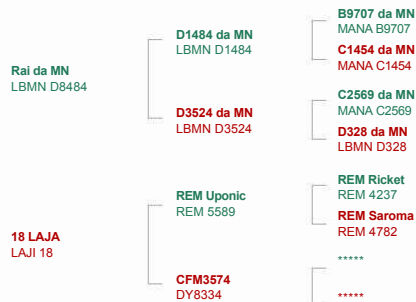 B9707 da MN
MANA B9707
D1484 da MN
LBMN D1484
C1454 da MN
MANA C1454
Rai da MN
LBMN D8484
C2569 da MN
MANA C2569
D3524 da MN
LBMN D3524
D328 da MN
LBMN D328
REM Ricket
REM 4237
REM Uponic
REM 5589
REM Saroma
REM 4782
18 LAJA
LAJI 18
*****
CFM3574
DY8334
*****